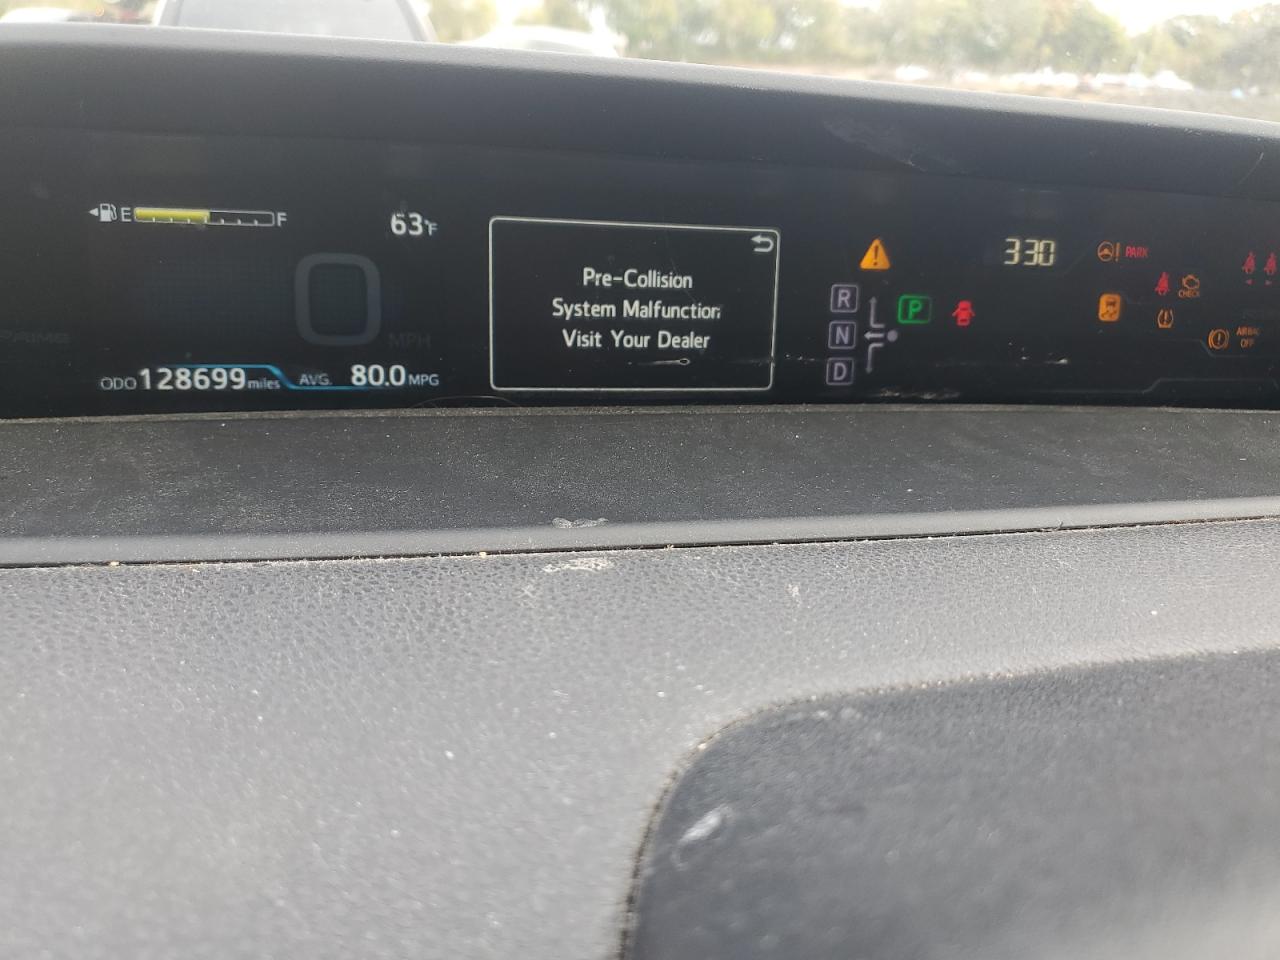 E F
63°F
0
MPH
ODO 128699 miles
AVG. 80.0 MPG
Pre-Collision
System Malfunction
Visit Your Dealer
R
N
D
P
330
! PARK
CHECK
AIRBAG
OFF